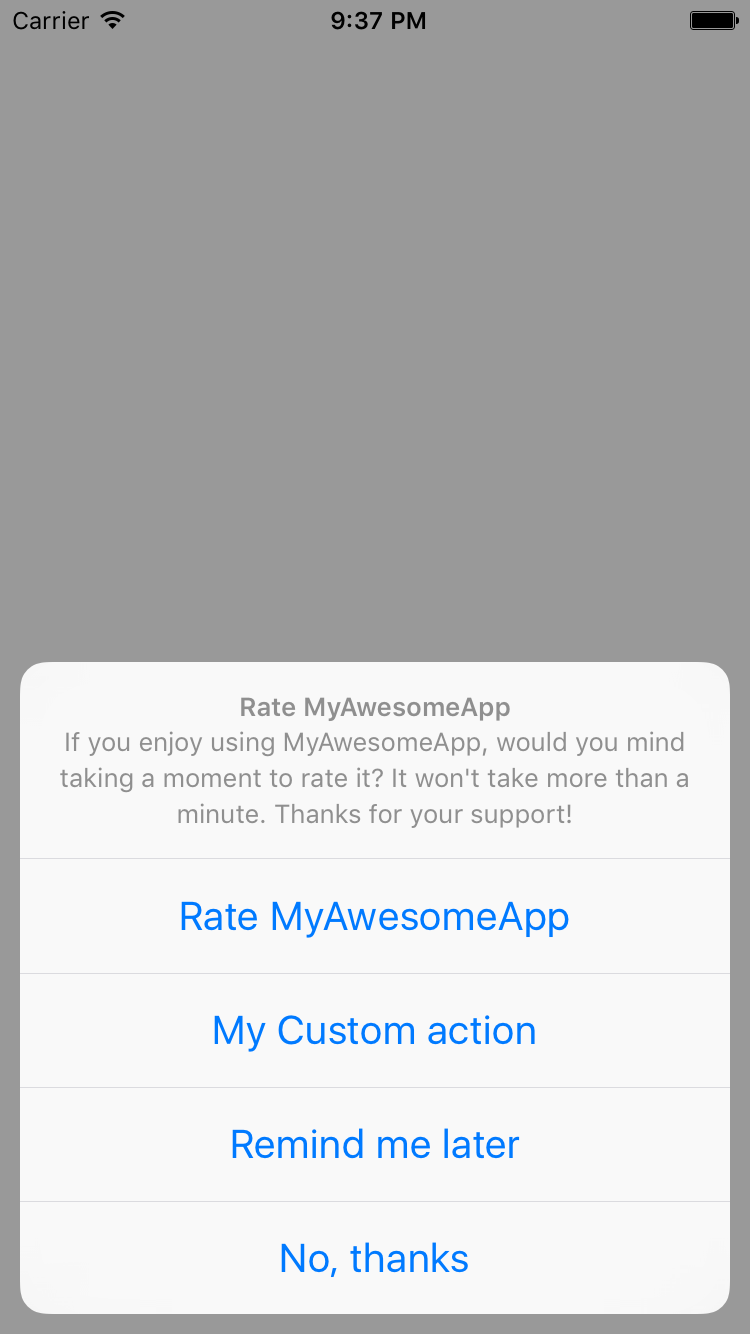 Carrier 9:37 PM
Rate MyAwesomeApp
If you enjoy using MyAwesomeApp, would you mind
taking a moment to rate it? It won't take more than a
minute. Thanks for your support!
Rate MyAwesomeApp
My Custom action
Remind me later
No, thanks